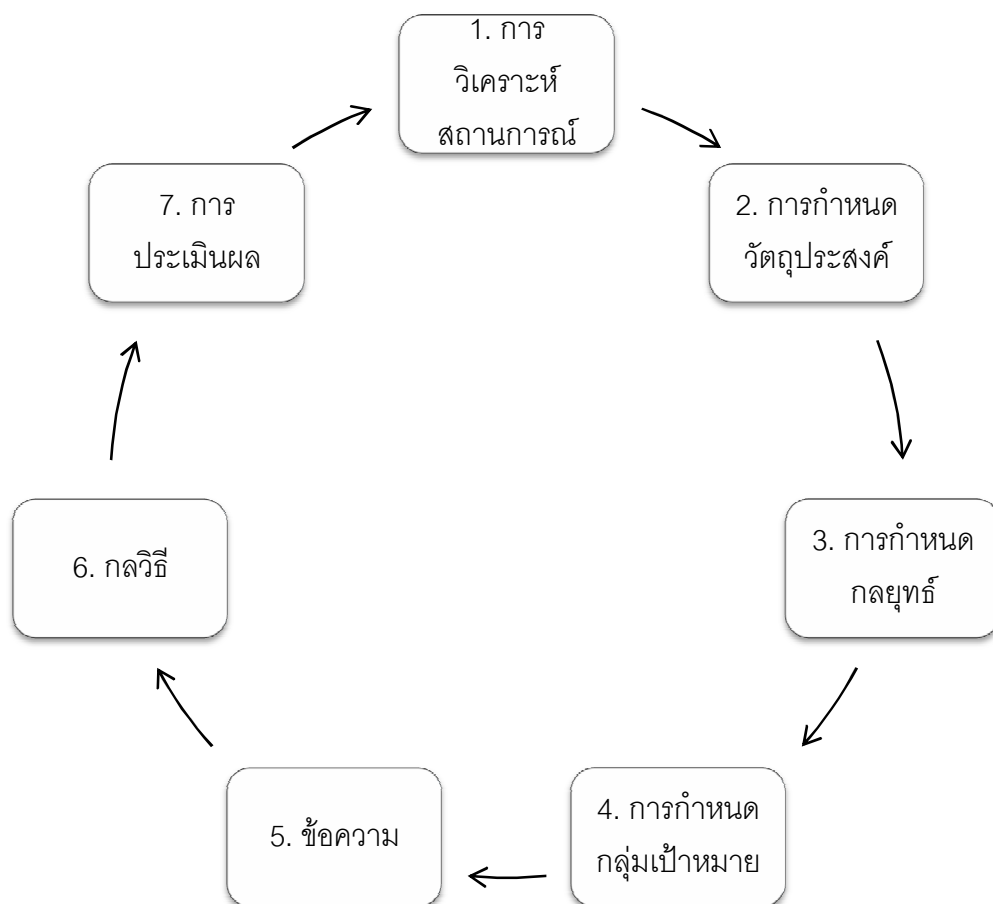 1. การ
วิเคราะห์
สถานการณ์
2. การกำหนด
วัตถุประสงค์
3. การกำหนด
กลยุทธ์
4. การกำหนด
กลุ่มเป้าหมาย
5. ข้อความ
6. กลวิธี
7. การ
ประเมินผล